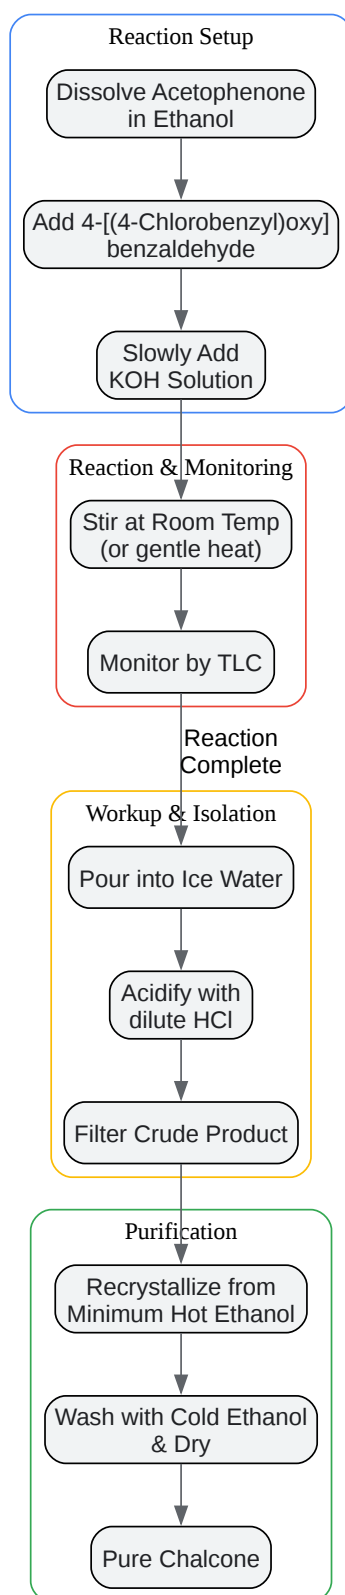 Reaction Setup
Dissolve Acetophenone
in Ethanol
Add 4-[(4-Chlorobenzyl)oxy]
benzaldehyde
Slowly Add
KOH Solution
Reaction & Monitoring
Stir at Room Temp
(or gentle heat)
Monitor by TLC
Reaction
Complete
Workup & Isolation
Pour into Ice Water
Acidify with
dilute HCl
Filter Crude Product
Purification
Recrystallize from
Minimum Hot Ethanol
Wash with Cold Ethanol
& Dry
Pure Chalcone